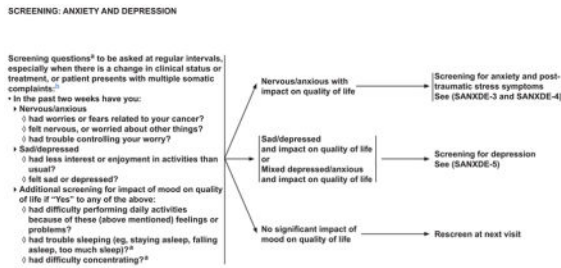 SCREENING: ANXIETY AND DEPRESSION
Screening questionsª to be asked at regular intervals,
especially when there is a change in clinical status or
treatment, or patient presents with multiple somatic
complaints:
• In the past two weeks have you:
▸ Nervous/anxious
◊ had worries or fears related to your cancer?
◊ felt nervous, or worried about other things?
◊ had trouble controlling your worry?
▸ Sad/depressed
◊ had less interest or enjoyment in activities than
usual?
◊ felt sad or depressed?
▸ Additional screening for impact of mood on quality
of life if "Yes" to any of the above:
◊ had difficulty performing daily activities
because of these (above mentioned) feelings or
problems?
◊ had trouble sleeping (eg, staying asleep, falling
asleep, too much sleep)?ª
◊ had difficulty concentrating?ª
Nervous/anxious with
impact on quality of life
Sad/depressed
and impact on quality of life
or
Mixed depressed/anxious
and impact on quality of life
No significant impact of
mood on quality of life
Screening for anxiety and post-
traumatic stress symptoms
See (SANXDE-3 and SANXDE-4)
Screening for depression
See (SANXDE-5)
Rescreen at next visit